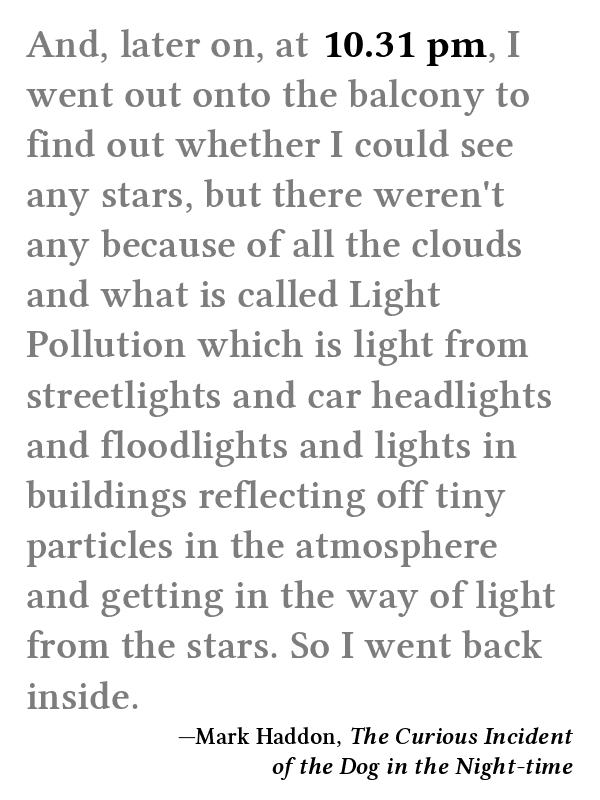 And, later on, at 10.31 pm, I
went out onto the balcony to
find out whether I could see
any stars, but there weren't
any because of all the clouds
and what is called Light
Pollution which is light from
streetlights and car headlights
and floodlights and lights in
buildings reflecting off tiny
particles in the atmosphere
and getting in the way of light
from the stars. So I went back
inside.
—Mark Haddon, The Curious Incident
of the Dog in the Night-time